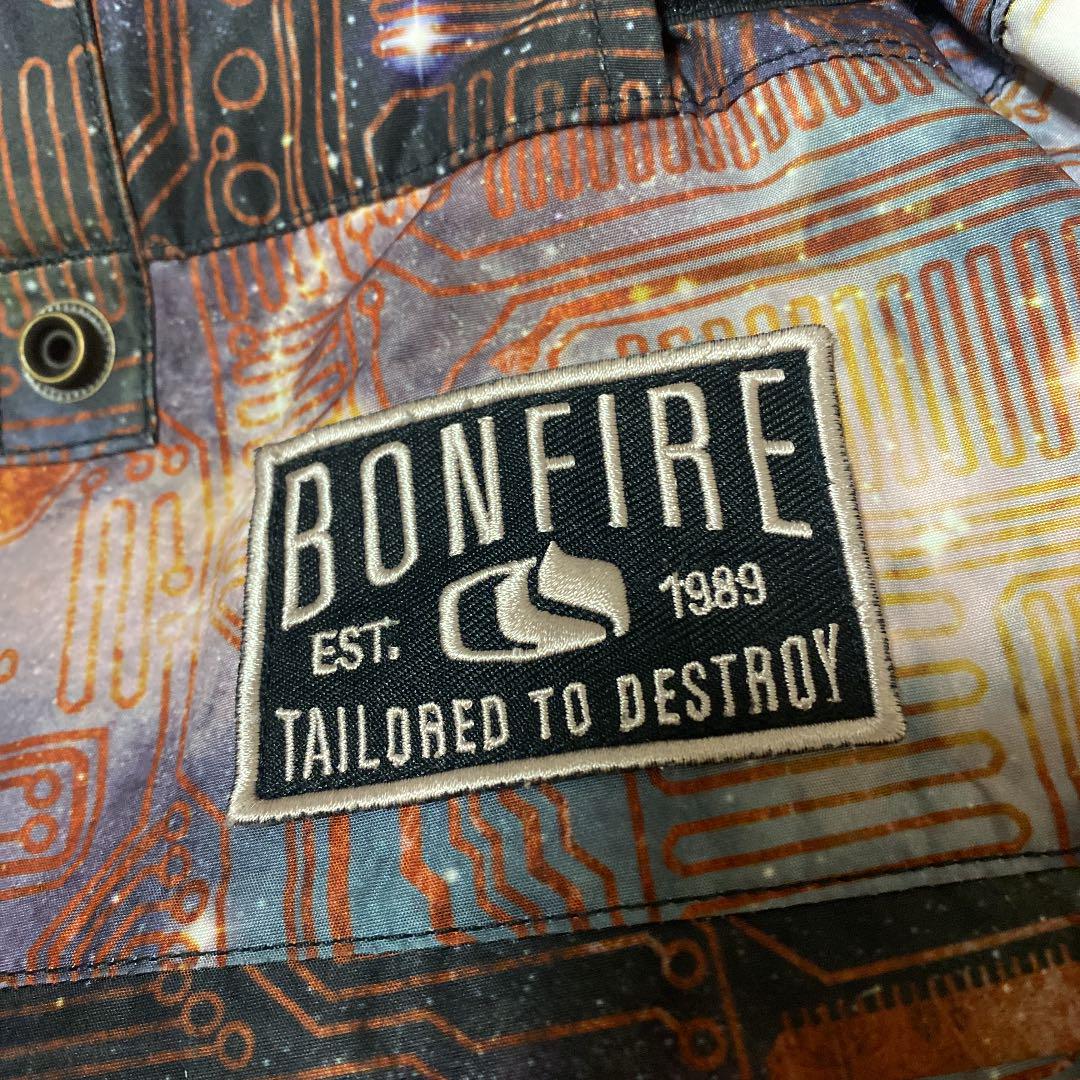 BONFIRE
EST. 1989
TAILORED TO DESTROY